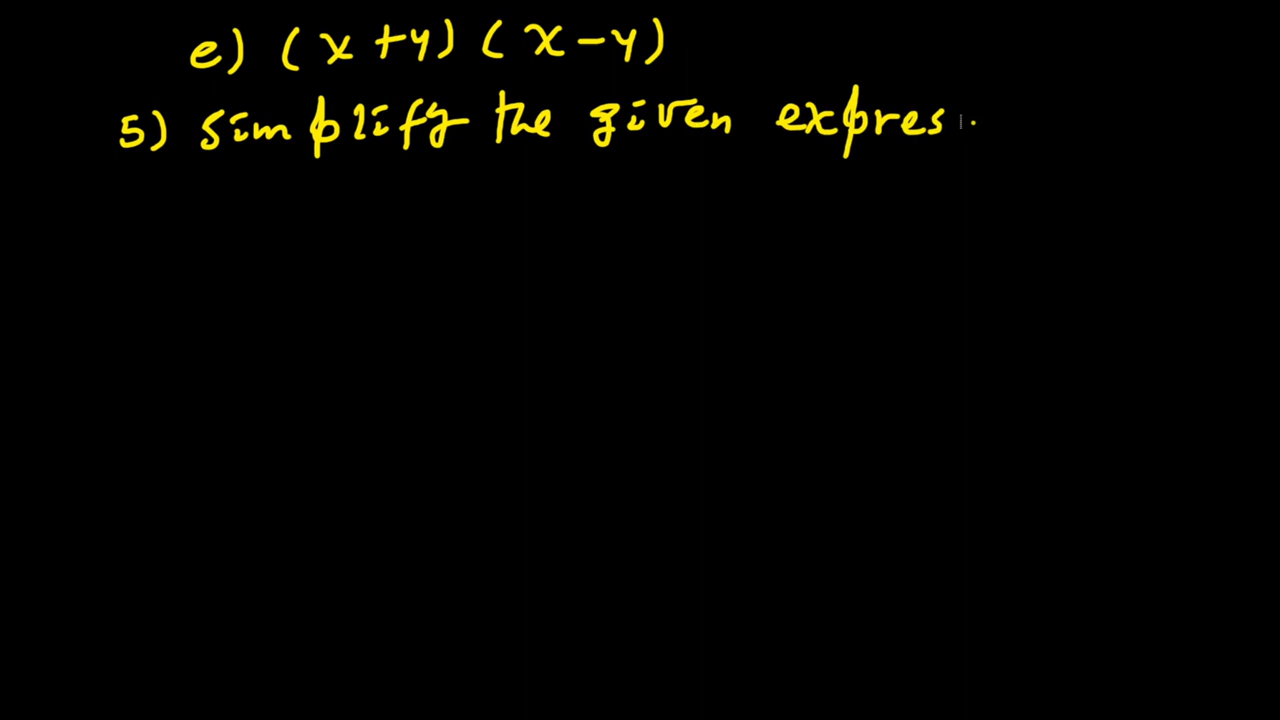 e) (x+y) (x-y)
5) Simplify the given expres